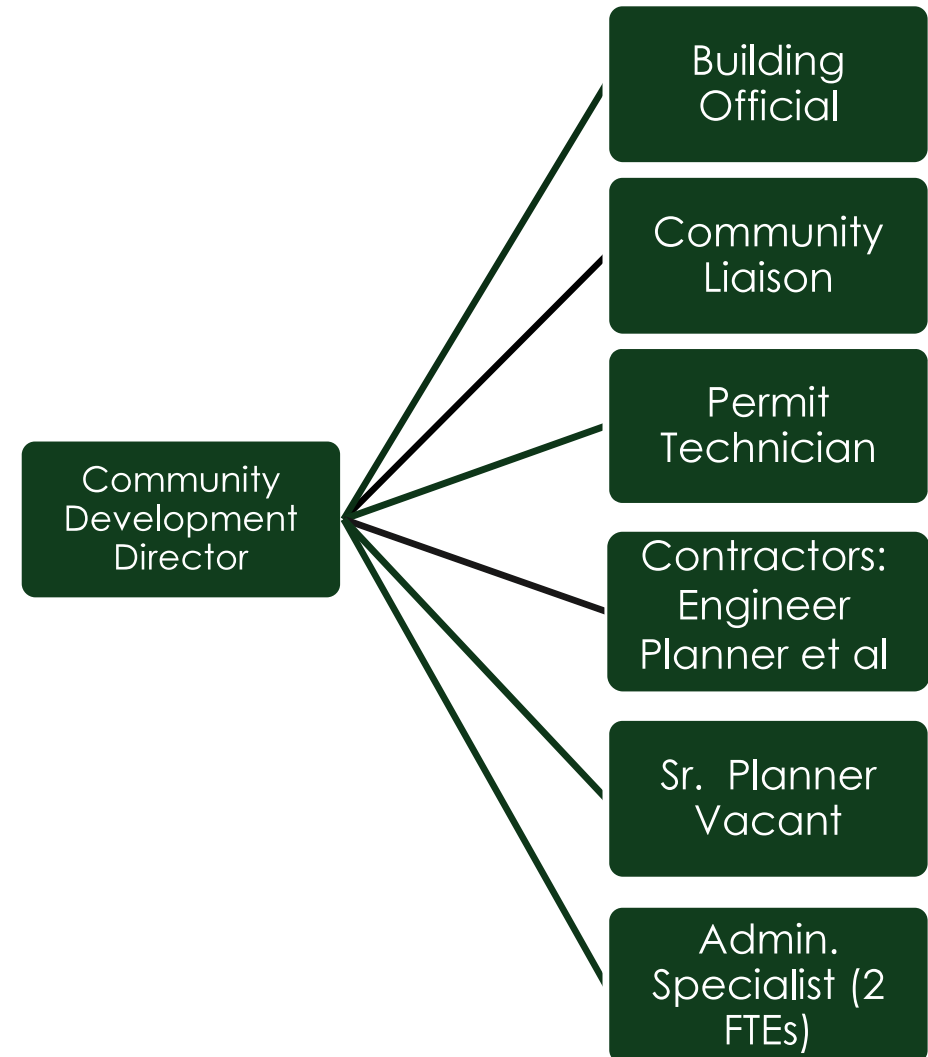 Building
Official
Community
Liaison
Permit
Technician
Community
Development
Director
Contractors:
Engineer
Planner et al
Sr. Planner
Vacant
Admin.
Specialist (2
FTEs)